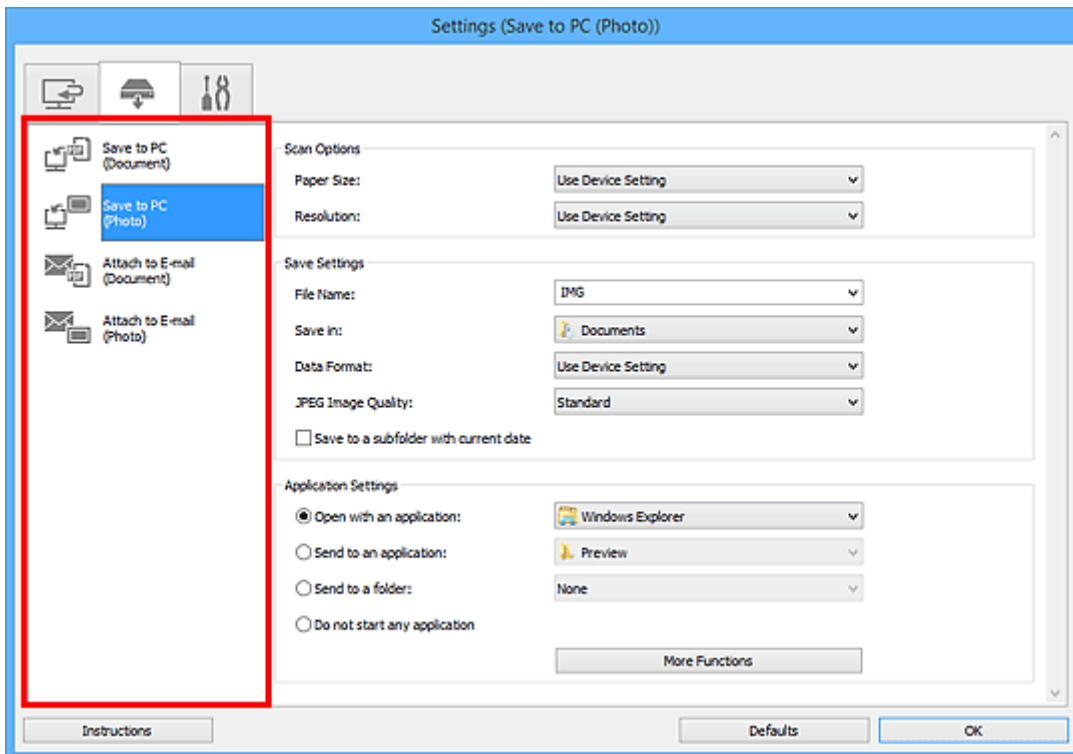 Settings (Save to PC (Photo))
Save to PC
(Document)
Save to PC
(Photo)
Attach to E-mail
(Document)
Attach to E-mail
(Photo)
Scan Options
Paper Size: Use Device Setting
Resolution: Use Device Setting
Save Settings
File Name: IMG
Save in: Documents
Data Format: Use Device Setting
JPEG Image Quality: Standard
Save to a subfolder with current date
Application Settings
Open with an application: Windows Explorer
Send to an application: Preview
Send to a folder: None
Do not start any application
More Functions
Instructions Defaults OK